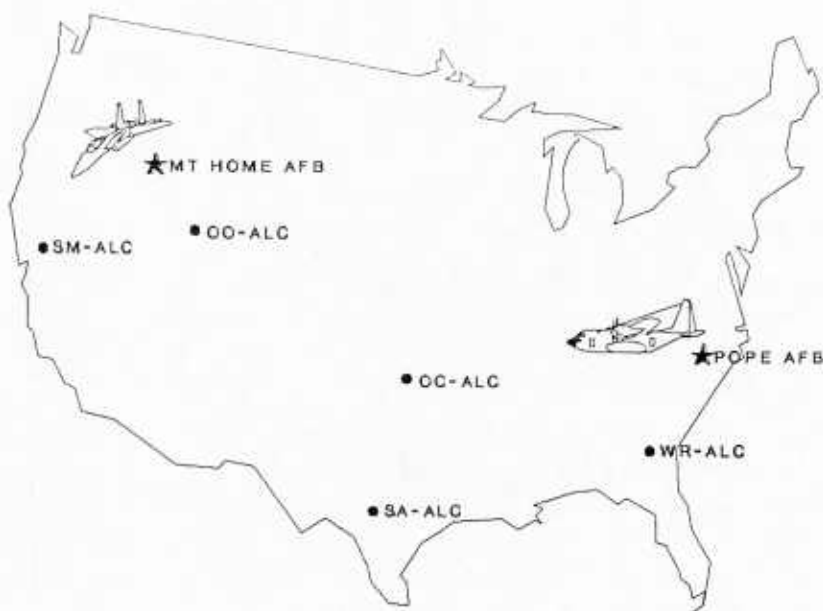 MT HOME AFB
OO-ALC
SM-ALC
POPE AFB
OC-ALC
WR-ALC
SA-ALC